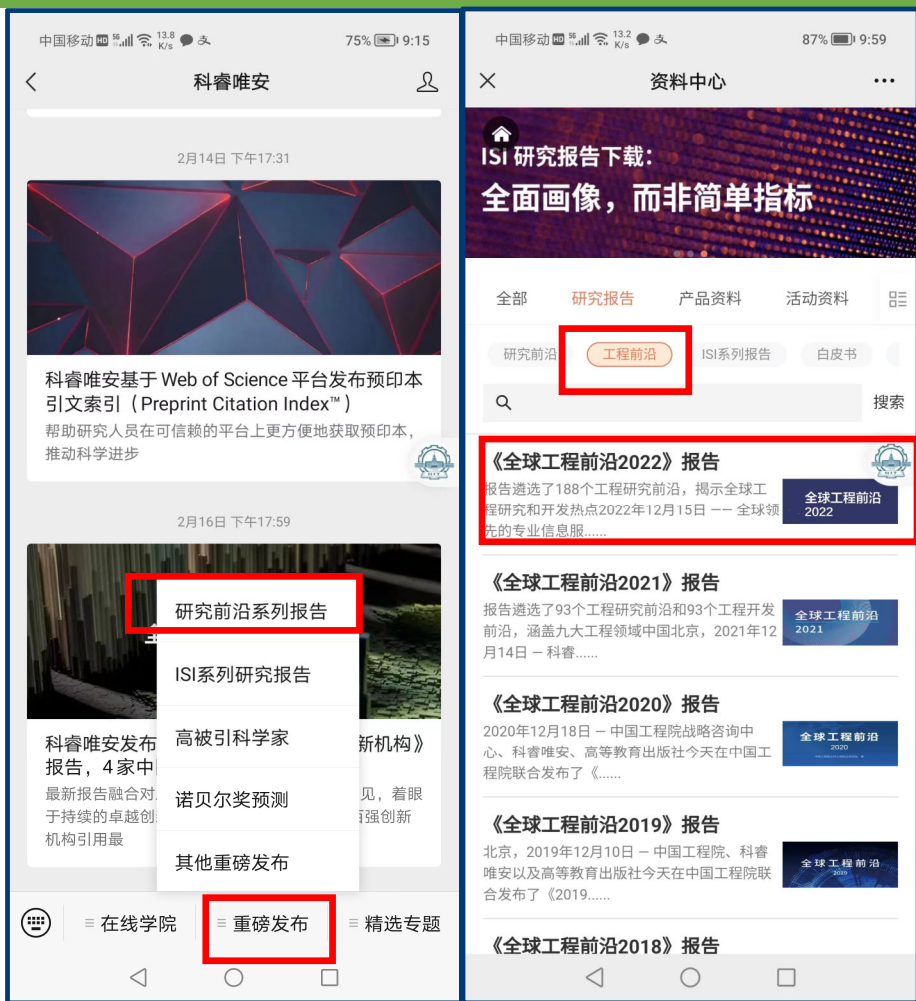 中国移动 HD 5G 13.8 K/s 支 75% 9:15
科睿唯安
2月14日 下午17:31
科睿唯安基于 Web of Science 平台发布预印本
引文索引（Preprint Citation Index™）
帮助研究人员在可信赖的平台上更方便地获取预印本，
推动科学进步
2月16日 下午17:59
研究前沿系列报告
ISI系列研究报告
高被引科学家
诺贝尔奖预测
其他重磅发布
科睿唯安发布
新机构》
报告，4家中
最新报告融合对
见，着眼
于持续的卓越创
百强创新
机构引用最
在线学院
重磅发布
精选专题
中国移动 HD 5G 13.2 K/s 支 87% 9:59
资料中心
ISI 研究报告下载：
全面画像，而非简单指标
全部 研究报告 产品资料 活动资料
研究前沿 工程前沿 ISI系列报告 白皮书
搜索
《全球工程前沿2022》报告
报告遴选了188个工程研究前沿，揭示全球工
程研究和开发热点2022年12月15日 —— 全球领
先的专业信息服......
全球工程前沿
2022
《全球工程前沿2021》报告
报告遴选了93个工程研究前沿和93个工程开发
前沿，涵盖九大工程领域中国北京，2021年12
月14日 – 科睿......
全球工程前沿
2021
《全球工程前沿2020》报告
2020年12月18日 – 中国工程院战略咨询中
心、科睿唯安、高等教育出版社今天在中国工
程院联合发布了《......
全球工程前沿
2020
《全球工程前沿2019》报告
北京，2019年12月10日 – 中国工程院、科睿
唯安以及高等教育出版社今天在中国工程院联
合发布了《2019......
全球工程前沿
2019
《全球工程前沿2018》报告